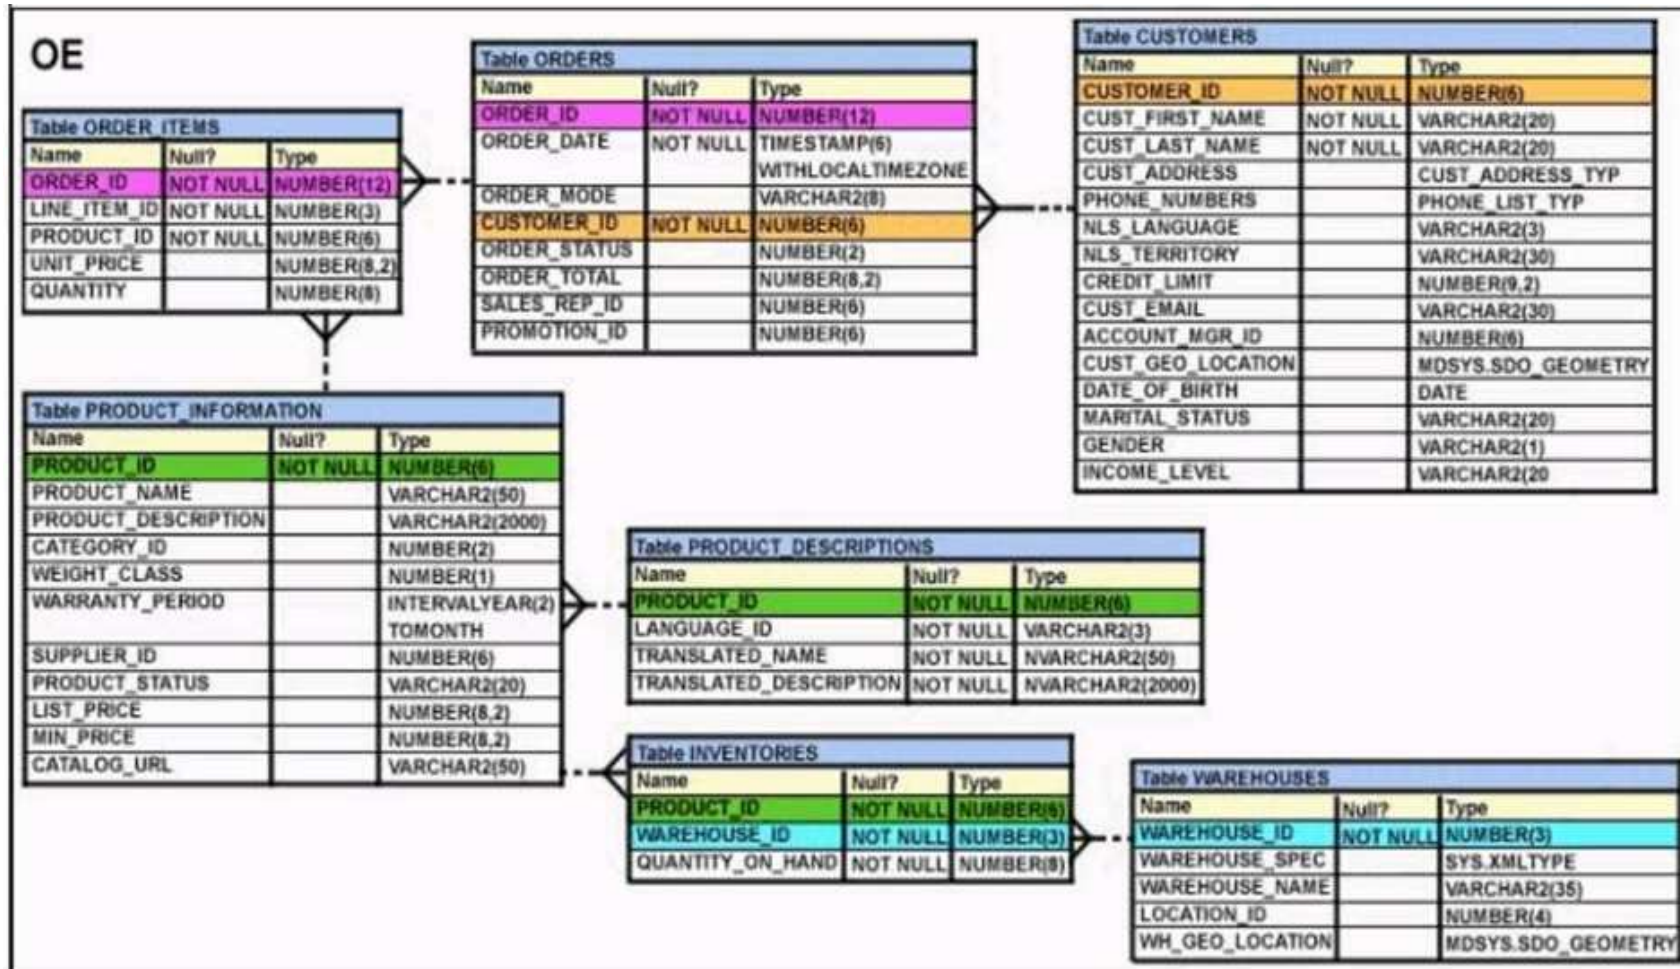 OE
Table ORDER_ITEMS
Name Null? Type
ORDER_ID NOT NULL NUMBER(12)
LINE_ITEM_ID NOT NULL NUMBER(3)
PRODUCT_ID NOT NULL NUMBER(6)
UNIT_PRICE NUMBER(8,2)
QUANTITY NUMBER(8)
Table ORDERS
Name Null? Type
ORDER_ID NOT NULL NUMBER(12)
ORDER_DATE NOT NULL TIMESTAMP(6)
WITHLOCALTIMEZONE
ORDER_MODE VARCHAR2(8)
CUSTOMER_ID NOT NULL NUMBER(6)
ORDER_STATUS NUMBER(2)
ORDER_TOTAL NUMBER(8,2)
SALES_REP_ID NUMBER(6)
PROMOTION_ID NUMBER(6)
Table CUSTOMERS
Name Null? Type
CUSTOMER_ID NOT NULL NUMBER(6)
CUST_FIRST_NAME NOT NULL VARCHAR2(20)
CUST_LAST_NAME NOT NULL VARCHAR2(20)
CUST_ADDRESS CUST_ADDRESS_TYP
PHONE_NUMBERS PHONE_LIST_TYP
NLS_LANGUAGE VARCHAR2(3)
NLS_TERRITORY VARCHAR2(30)
CREDIT_LIMIT NUMBER(9,2)
CUST_EMAIL VARCHAR2(30)
ACCOUNT_MGR_ID NUMBER(6)
CUST_GEO_LOCATION MDSYS.SDO_GEOMETRY
DATE_OF_BIRTH DATE
MARITAL_STATUS VARCHAR2(20)
GENDER VARCHAR2(1)
INCOME_LEVEL VARCHAR2(20
Table PRODUCT_INFORMATION
Name Null? Type
PRODUCT_ID NOT NULL NUMBER(6)
PRODUCT_NAME VARCHAR2(50)
PRODUCT_DESCRIPTION VARCHAR2(2000)
CATEGORY_ID NUMBER(2)
WEIGHT_CLASS NUMBER(1)
WARRANTY_PERIOD INTERVALYEAR(2)
TOMONTH
SUPPLIER_ID NUMBER(6)
PRODUCT_STATUS VARCHAR2(20)
LIST_PRICE NUMBER(8,2)
MIN_PRICE NUMBER(8,2)
CATALOG_URL VARCHAR2(50)
Table PRODUCT_DESCRIPTIONS
Name Null? Type
PRODUCT_ID NOT NULL NUMBER(6)
LANGUAGE_ID NOT NULL VARCHAR2(3)
TRANSLATED_NAME NOT NULL NVARCHAR2(50)
TRANSLATED_DESCRIPTION NOT NULL NVARCHAR2(2000)
Table INVENTORIES
Name Null? Type
PRODUCT_ID NOT NULL NUMBER(6)
WAREHOUSE_ID NOT NULL NUMBER(3)
QUANTITY_ON_HAND NOT NULL NUMBER(8)
Table WAREHOUSES
Name Null? Type
WAREHOUSE_ID NOT NULL NUMBER(3)
WAREHOUSE_SPEC SYS.XMLTYPE
WAREHOUSE_NAME VARCHAR2(35)
LOCATION_ID NUMBER(4)
WH_GEO_LOCATION MDSYS.SDO_GEOMETRY